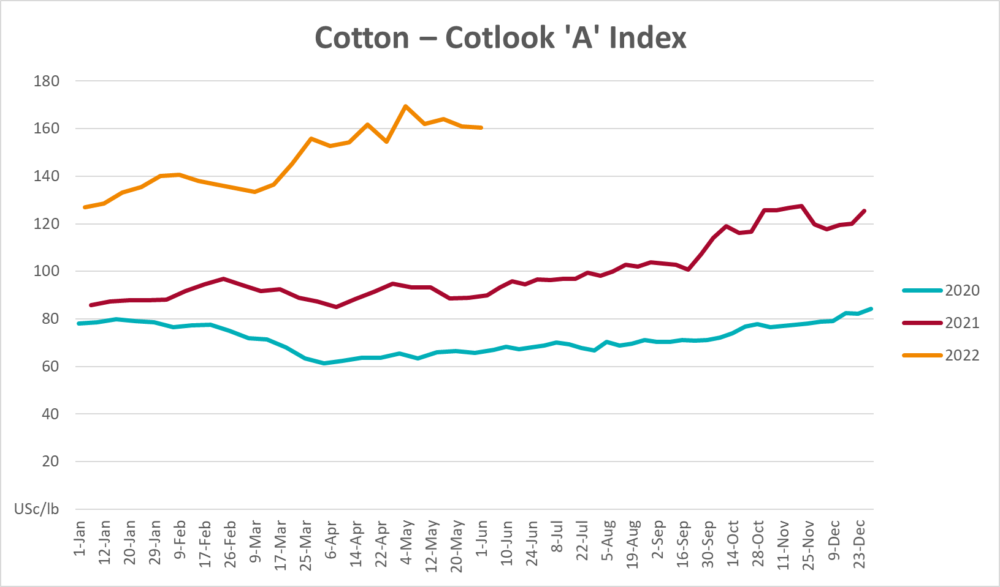 Cotton – Cotlook 'A' Index
180
160
140
120
100
80
60
40
20
USc/lb
1-Jan
12-Jan
20-Jan
29-Jan
9-Feb
17-Feb
26-Feb
9-Mar
17-Mar
25-Mar
6-Apr
14-Apr
22-Apr
4-May
12-May
20-May
1-Jun
10-Jun
24-Jun
8-Jul
22-Jul
5-Aug
19-Aug
2-Sep
16-Sep
30-Sep
14-Oct
28-Oct
11-Nov
25-Nov
9-Dec
23-Dec
2020
2021
2022